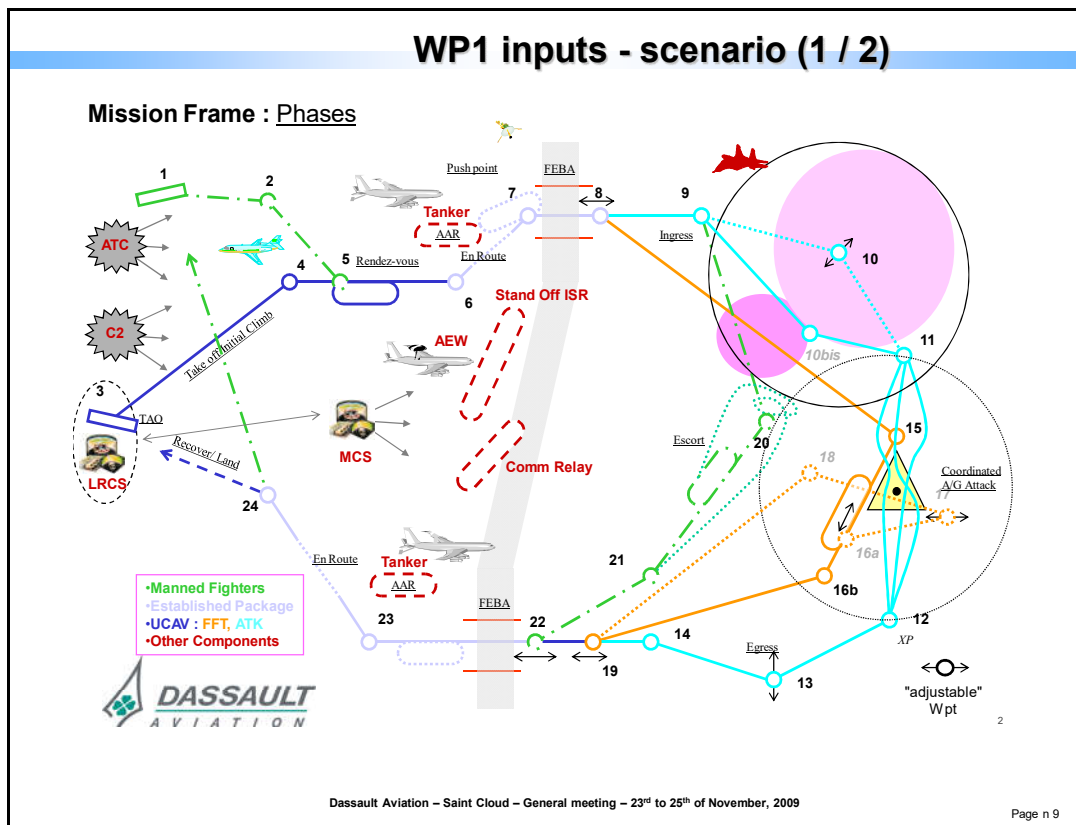 WP1 inputs - scenario (1 / 2)
Mission Frame : Phases
1
2
Push point
FEBA
7
8
9
Tanker
AAR
ATC
Ingress
Rendez-vous
En Route
4
5
6
10
Stand Off ISR
C2
Take off/Initial Climb
AEW
10bis
11
3
TAO
15
20
Escort
MCS
Recover/ Land
Comm Relay
18
Coordinated
A/G Attack
LRCS
17
24
16a
Tanker
En Route
AAR
21
16b
•Manned Fighters
•Established Package
•UCAV : FFT, ATK
•Other Components
FEBA
23
22
14
12
XP
19
Egress
13
"adjustable"
Wpt
DASSAULT
AVIATION
2
Dassault Aviation – Saint Cloud – General meeting – 23rd to 25th of November, 2009
Page n 9